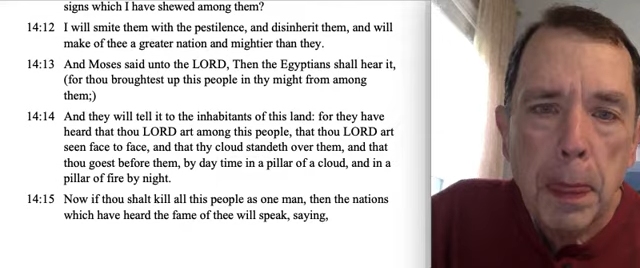 signs which I have shewed among them?
14:12 I will smite them with the pestilence, and disinherit them, and will
make of thee a greater nation and mightier than they.
14:13 And Moses said unto the LORD, Then the Egyptians shall hear it,
(for thou broughtest up this people in thy might from among
them;)
14:14 And they will tell it to the inhabitants of this land: for they have
heard that thou LORD art among this people, that thou LORD art
seen face to face, and that thy cloud standeth over them, and that
thou goest before them, by day time in a pillar of a cloud, and in a
pillar of fire by night.
14:15 Now if thou shalt kill all this people as one man, then the nations
which have heard the fame of thee will speak, saying,